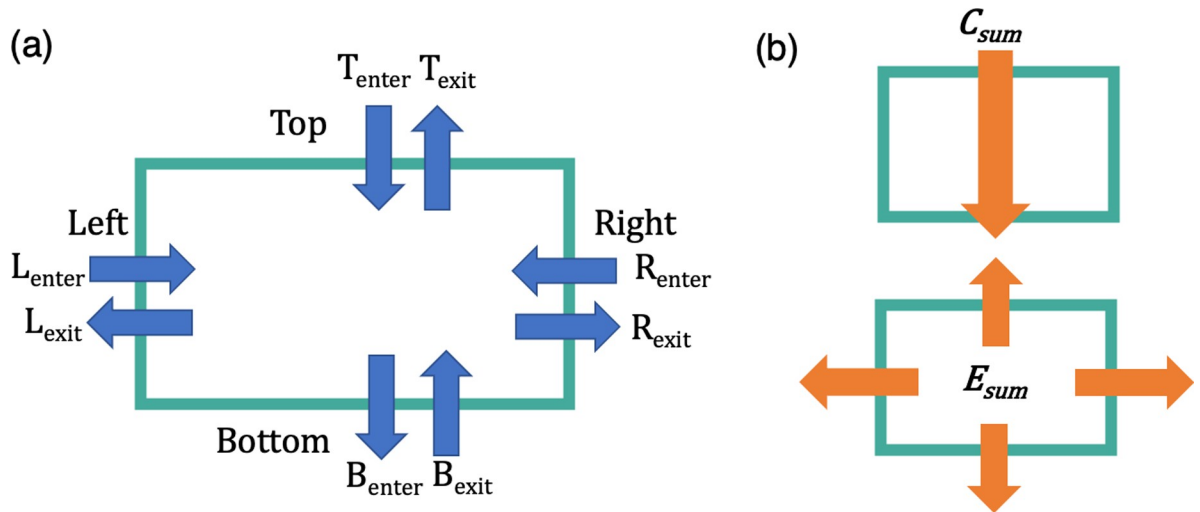 (a)
T_enter T_exit
Top
Left
Right
L_enter
R_enter
L_exit
R_exit
Bottom
B_enter B_exit
(b)
C_sum
E_sum